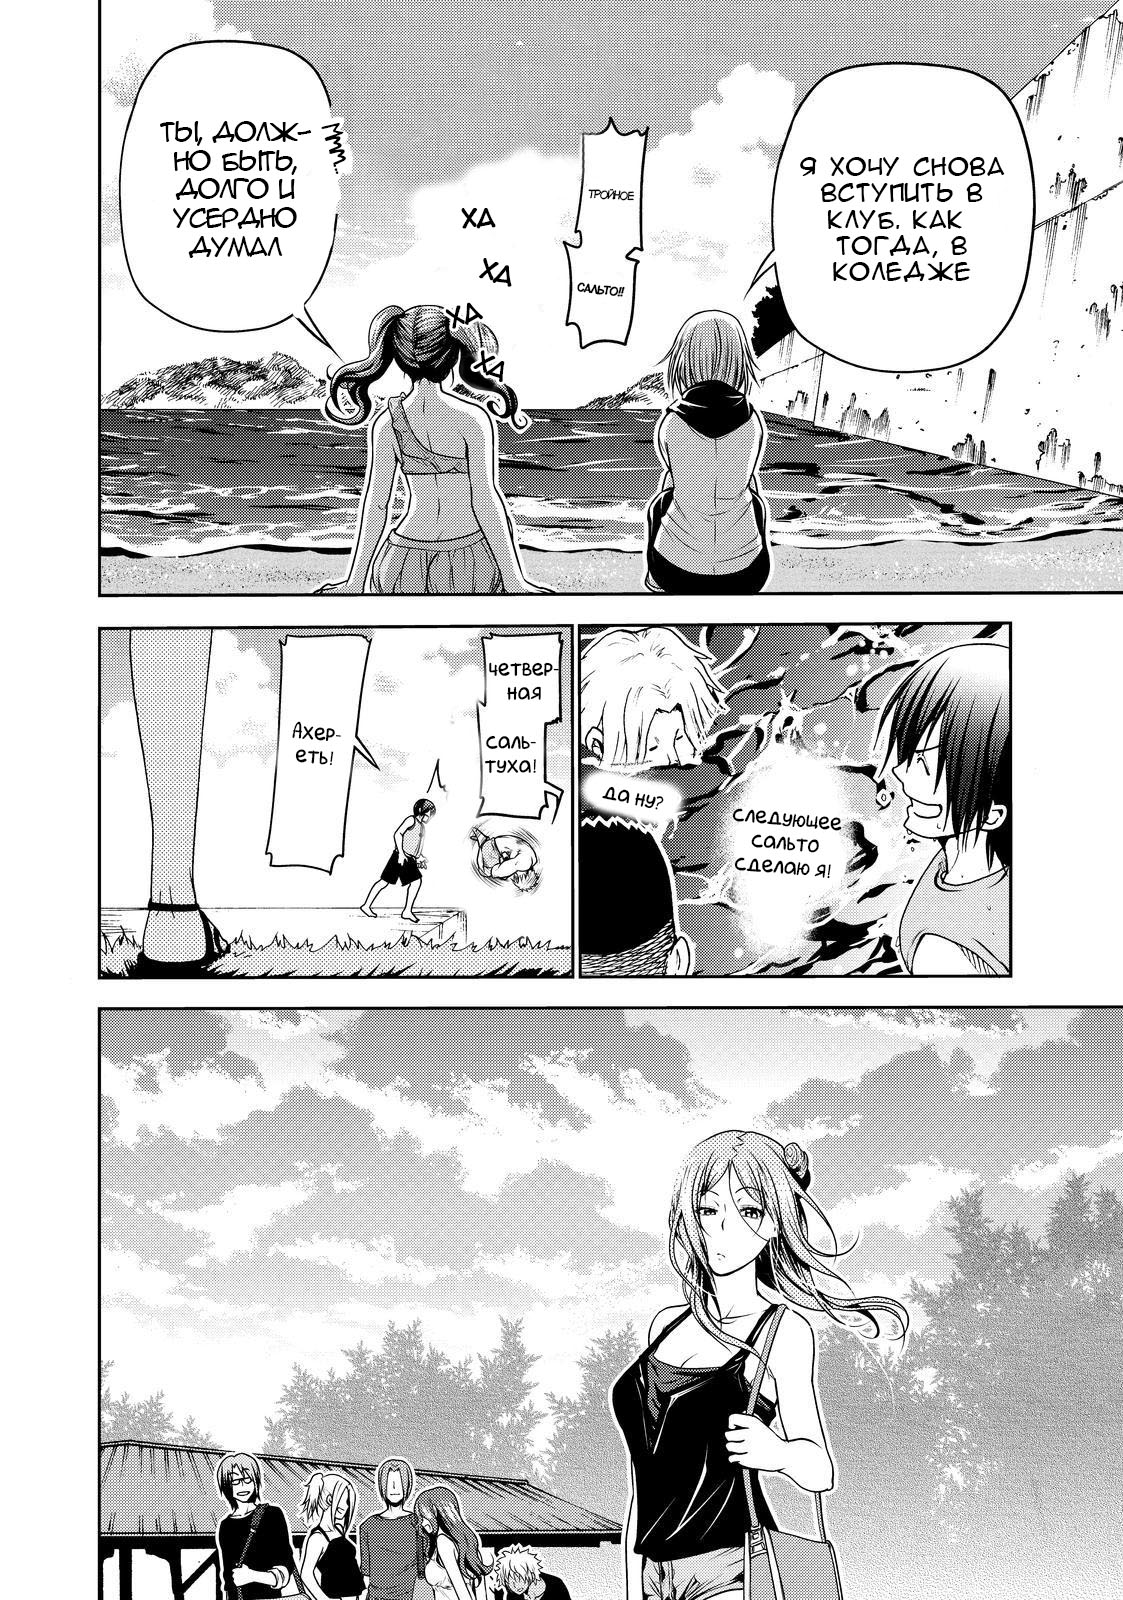 Я ХОЧУ СНОВА
ВСТУПИТЬ В
КЛУБ. КАК
ТОГДА, В
КОЛЕДЖЕ
ТРОЙНОЕ
САЛЬТО!!
ТЫ, ДОЛЖ-
НО БЫТЬ,
ДОЛГО И
УСЕРДНО
ДУМАЛ
ХА
ХА
ХА
ХА
СЛЕДУЮЩЕЕ
САЛЬТО
СДЕЛАЮ Я!
ДА НУ?
ЧЕТВЕР-
НАЯ
САЛЬ-
ТУХА!
Ахер-
еть!